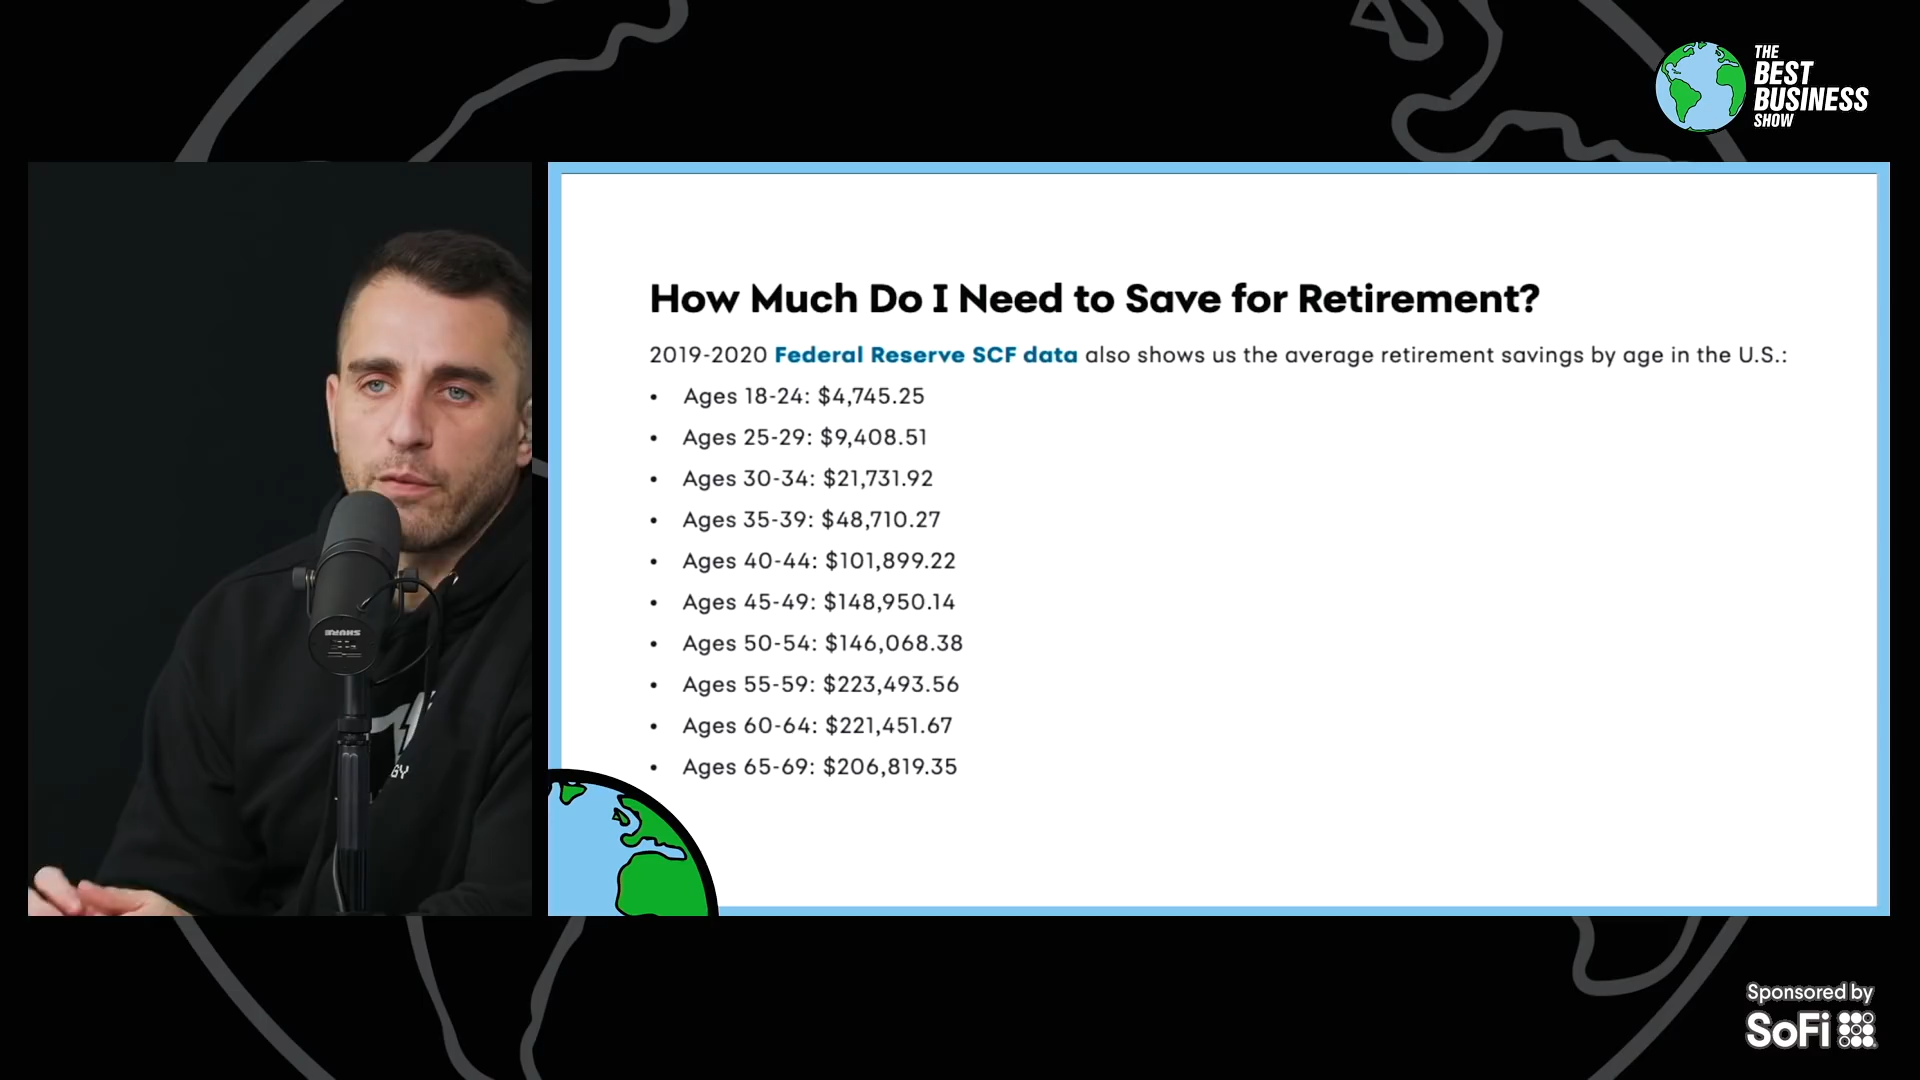 THE
BEST
BUSINESS
SHOW
How Much Do I Need to Save for Retirement?
2019-2020 Federal Reserve SCF data also shows us the average retirement savings by age in the U.S.:
• Ages 18-24: $4,745.25
• Ages 25-29: $9,408.51
• Ages 30-34: $21,731.92
• Ages 35-39: $48,710.27
• Ages 40-44: $101,899.22
• Ages 45-49: $148,950.14
• Ages 50-54: $146,068.38
• Ages 55-59: $223,493.56
• Ages 60-64: $221,451.67
• Ages 65-69: $206,819.35
SHURE
GY
Sponsored by
SoFi